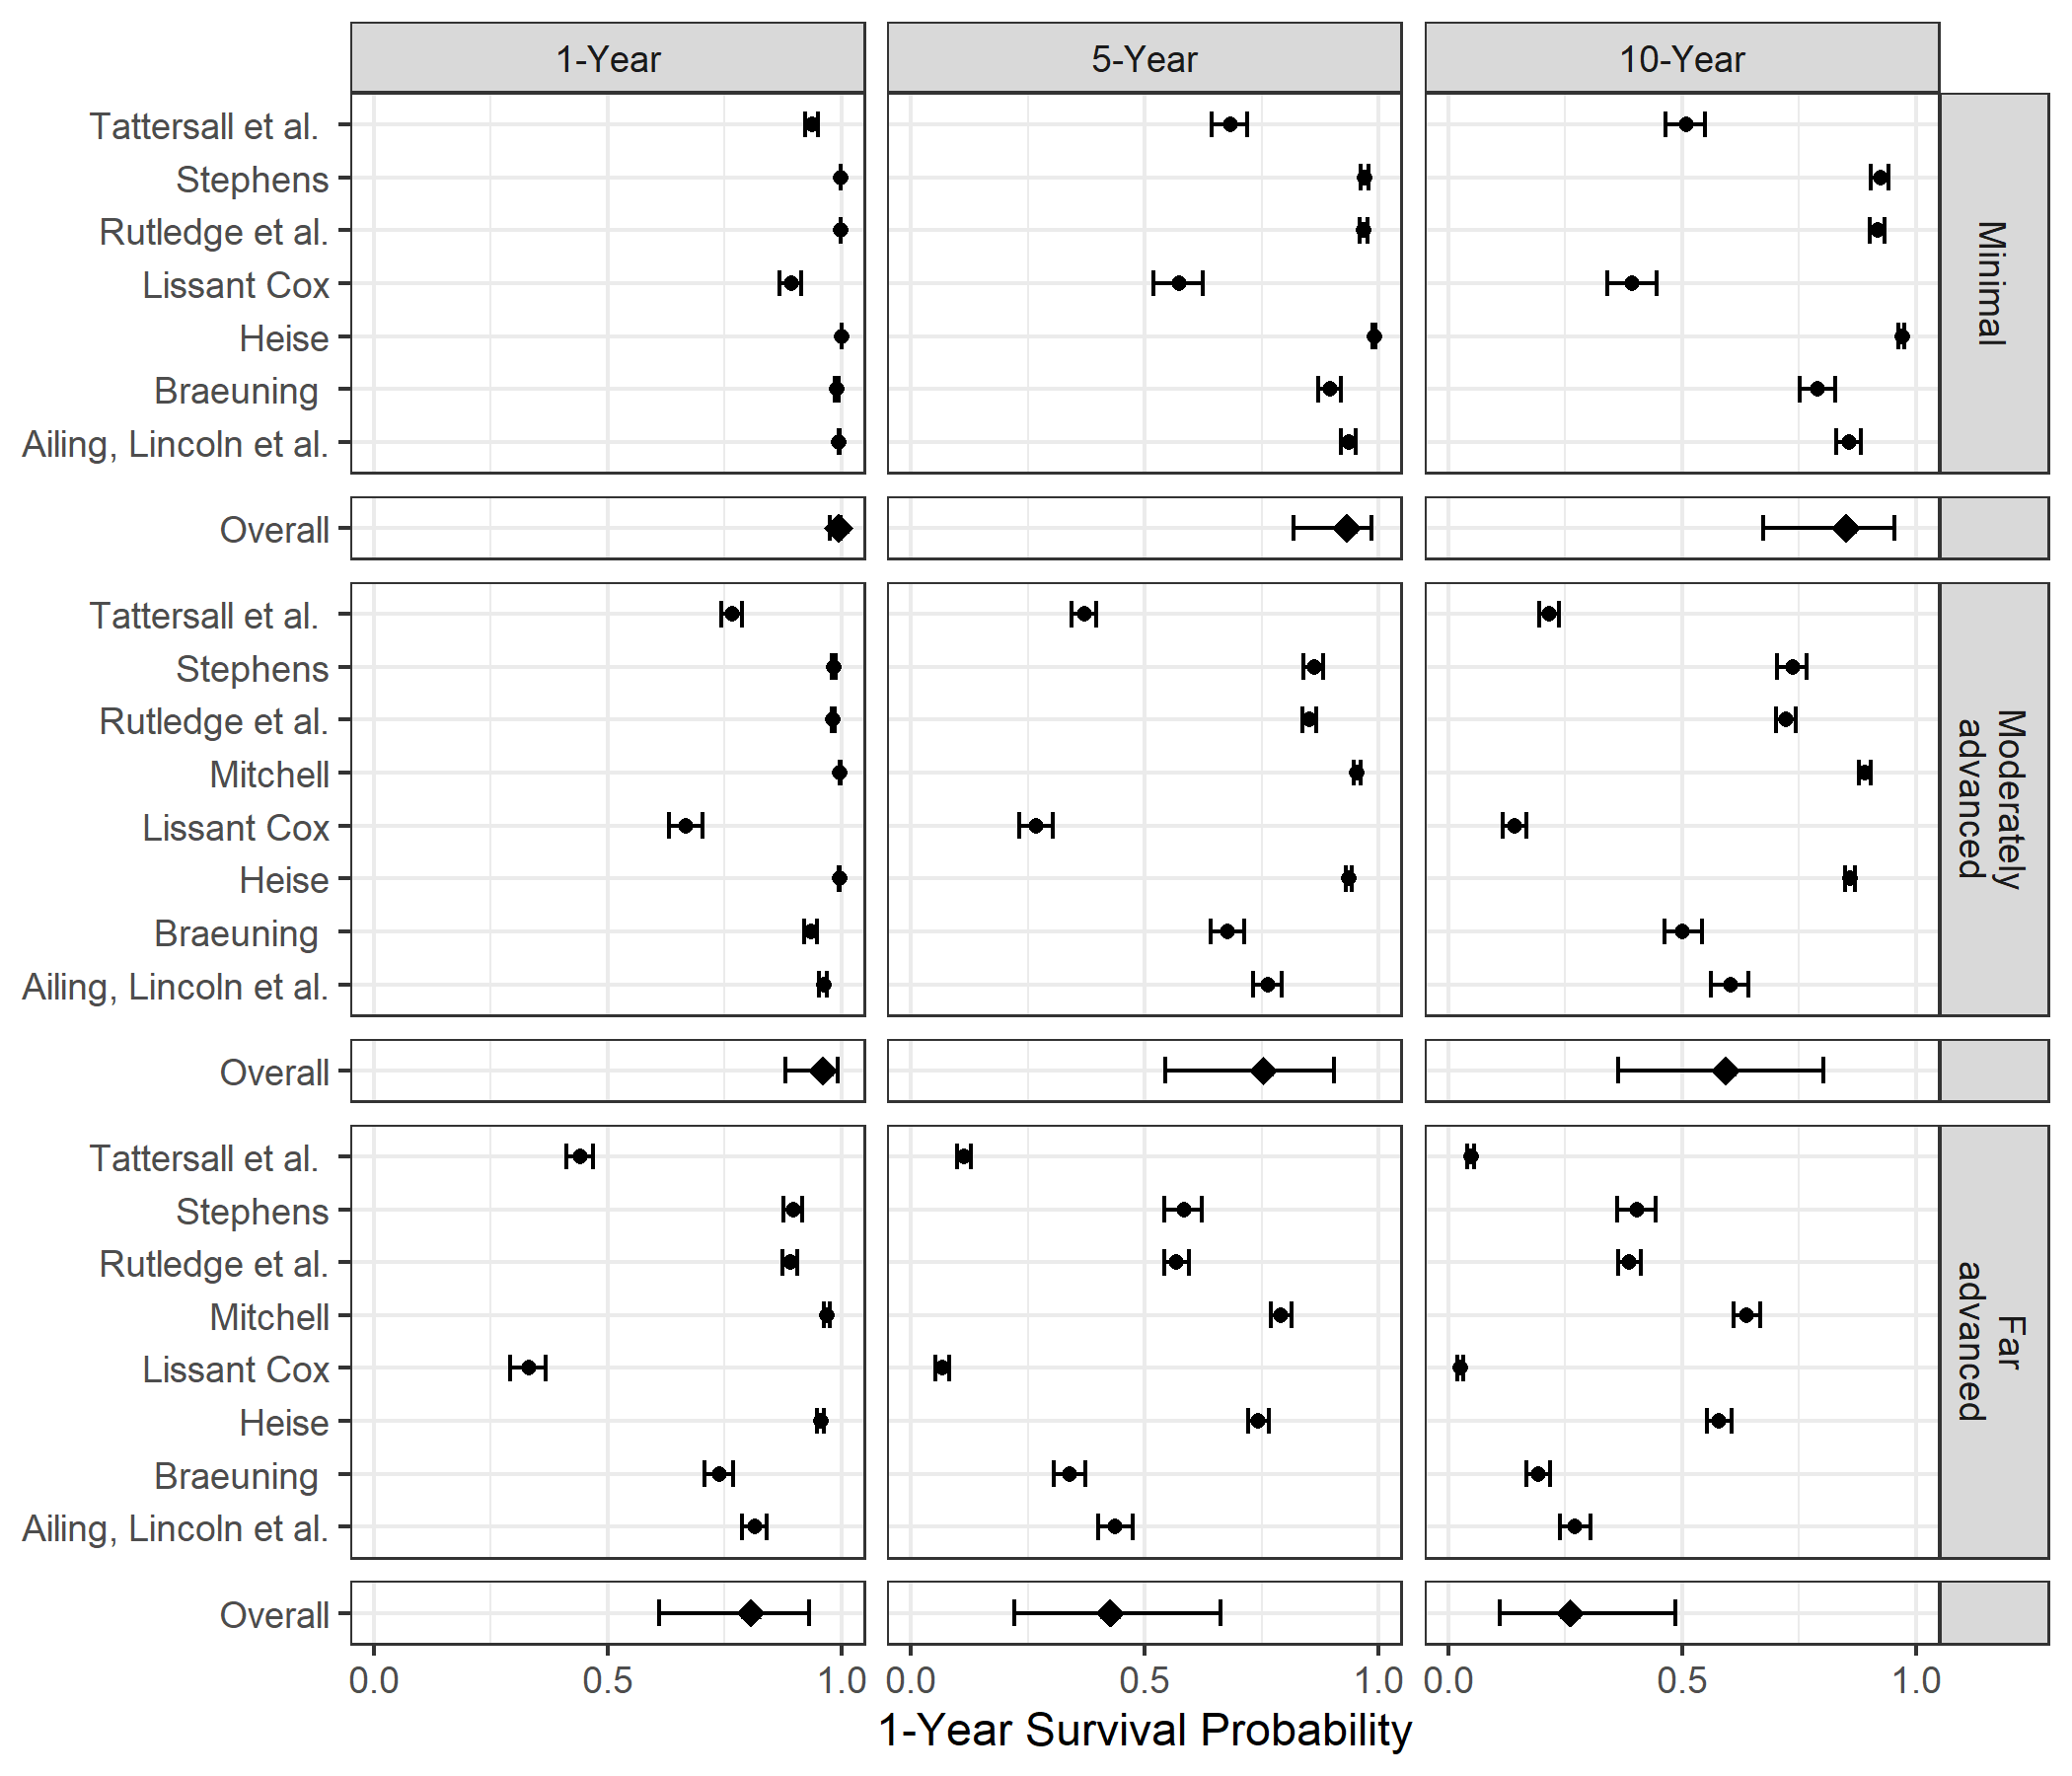 1-Year 5-Year 10-Year
Tattersall et al.
Stephens
Rutledge et al.
Lissant Cox
Heise
Braeuning
Ailing, Lincoln et al.
Minimal
Overall
Tattersall et al.
Stephens
Rutledge et al.
Mitchell
Lissant Cox
Heise
Braeuning
Ailing, Lincoln et al.
Moderately
advanced
Overall
Tattersall et al.
Stephens
Rutledge et al.
Mitchell
Lissant Cox
Heise
Braeuning
Ailing, Lincoln et al.
Far
advanced
Overall
0.0 0.5 1.0 0.0 0.5 1.0 0.0 0.5 1.0
1-Year Survival Probability